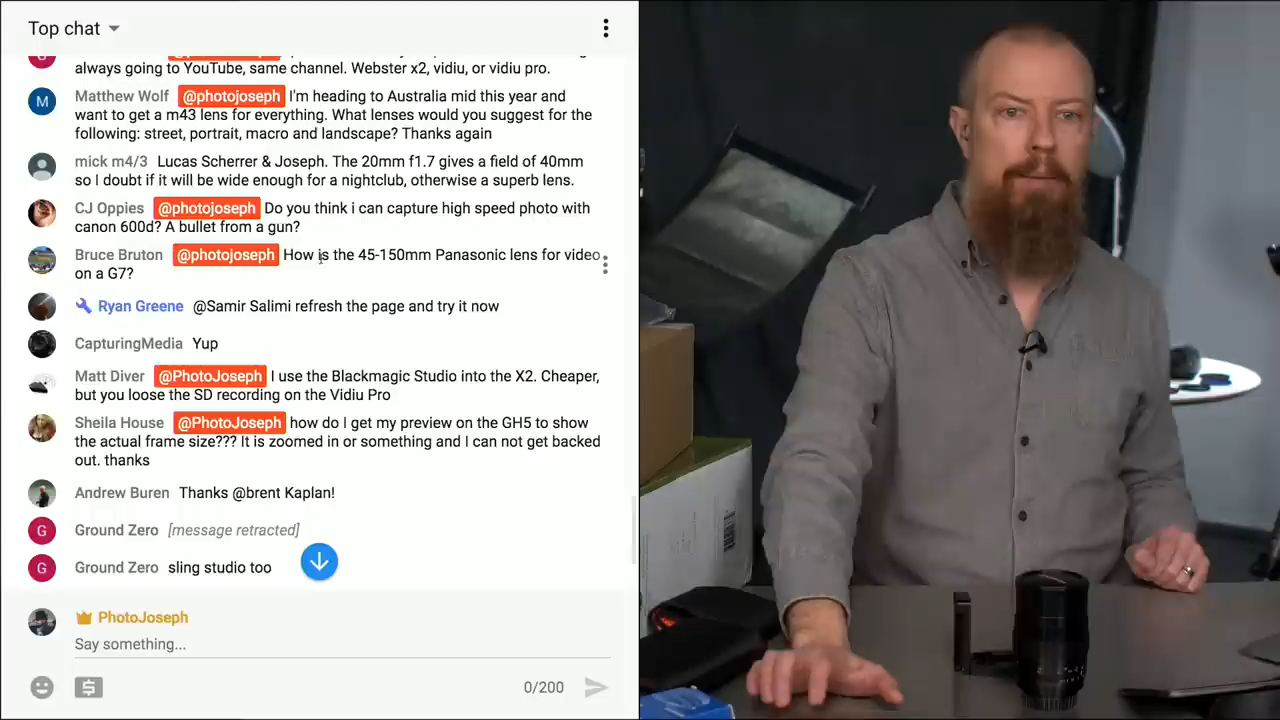 Top chat
always going to YouTube, same channel. Webster x2, vidiu, or vidiu pro.
M Matthew Wolf @photojoseph I'm heading to Australia mid this year and
want to get a m43 lens for everything. What lenses would you suggest for the
following: street, portrait, macro and landscape? Thanks again
mick m4/3 Lucas Scherrer & Joseph. The 20mm f1.7 gives a field of 40mm
so I doubt if it will be wide enough for a nightclub, otherwise a superb lens.
CJ Oppies @photojoseph Do you think i can capture high speed photo with
canon 600d? A bullet from a gun?
Bruce Bruton @photojoseph How is the 45-150mm Panasonic lens for video
on a G7?
Ryan Greene @Samir Salimi refresh the page and try it now
CapturingMedia Yup
Matt Diver @PhotoJoseph I use the Blackmagic Studio into the X2. Cheaper,
but you loose the SD recording on the Vidiu Pro
Sheila House @PhotoJoseph how do I get my preview on the GH5 to show
the actual frame size??? It is zoomed in or something and I can not get backed
out. thanks
Andrew Buren Thanks @brent Kaplan!
G Ground Zero [message retracted]
G Ground Zero sling studio too
PhotoJoseph
Say something...
0/200